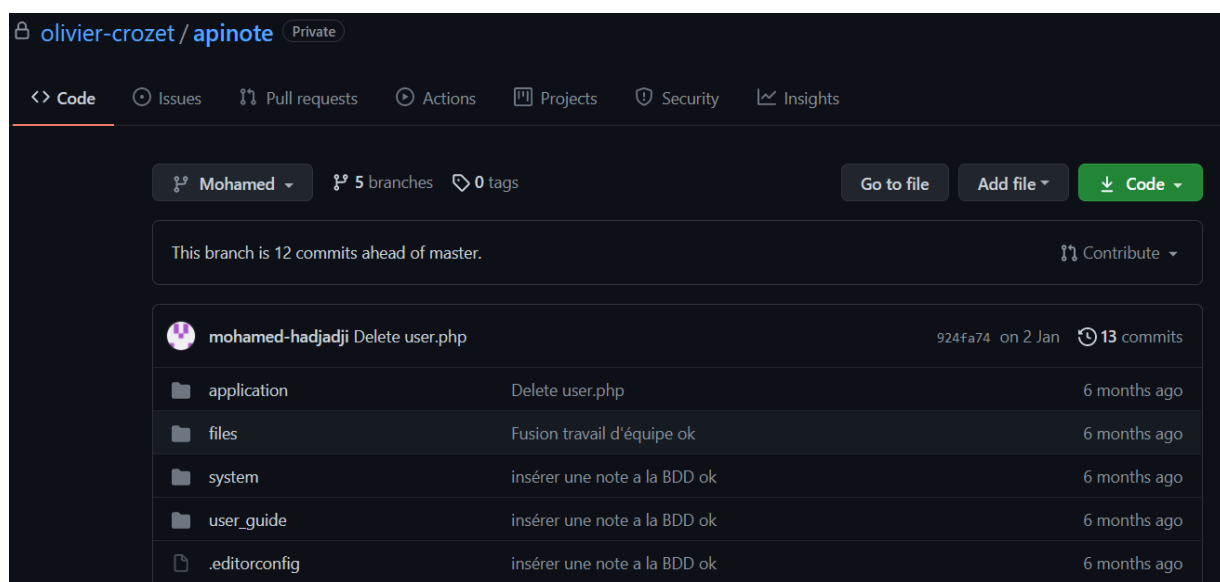 olivier-crozet / apinote Private
Code Issues Pull requests Actions Projects Security Insights
Mohamed 5 branches 0 tags Go to file Add file Code
This branch is 12 commits ahead of master. Contribute
mohamed-hadjadji Delete user.php 924fa74 on 2 Jan 13 commits
application Delete user.php 6 months ago
files Fusion travail d'équipe ok 6 months ago
system insérer une note a la BDD ok 6 months ago
user_guide insérer une note a la BDD ok 6 months ago
.editorconfig insérer une note a la BDD ok 6 months ago